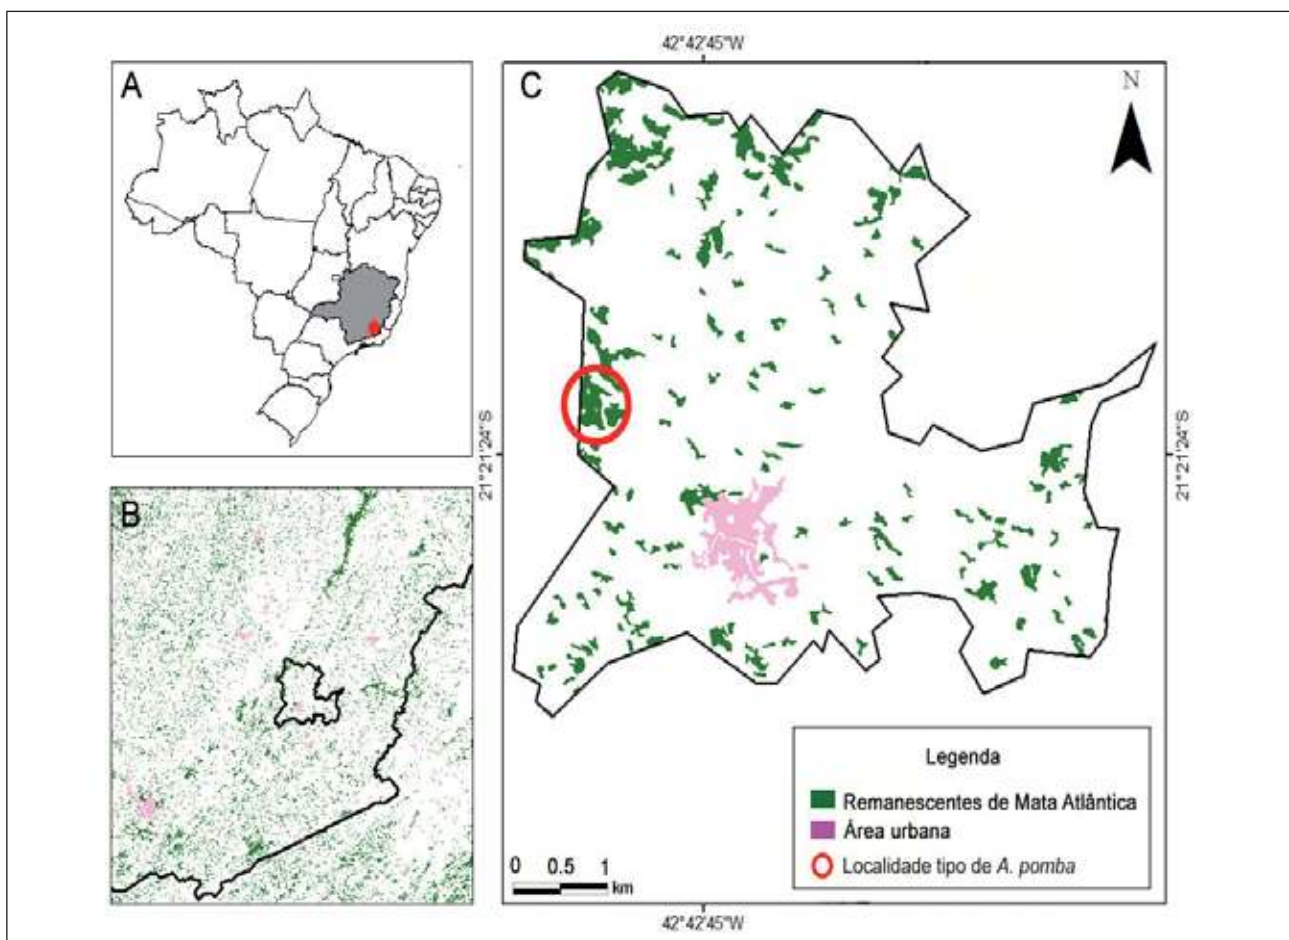 42°42'45"W
A
C
N
21°21'24"S
21°21'24"S
B
Legenda
Remanescentes de Mata Atlântica
Área urbana
Localidade tipo de A. pomba
0 0.5 1
km
42°42'45"W